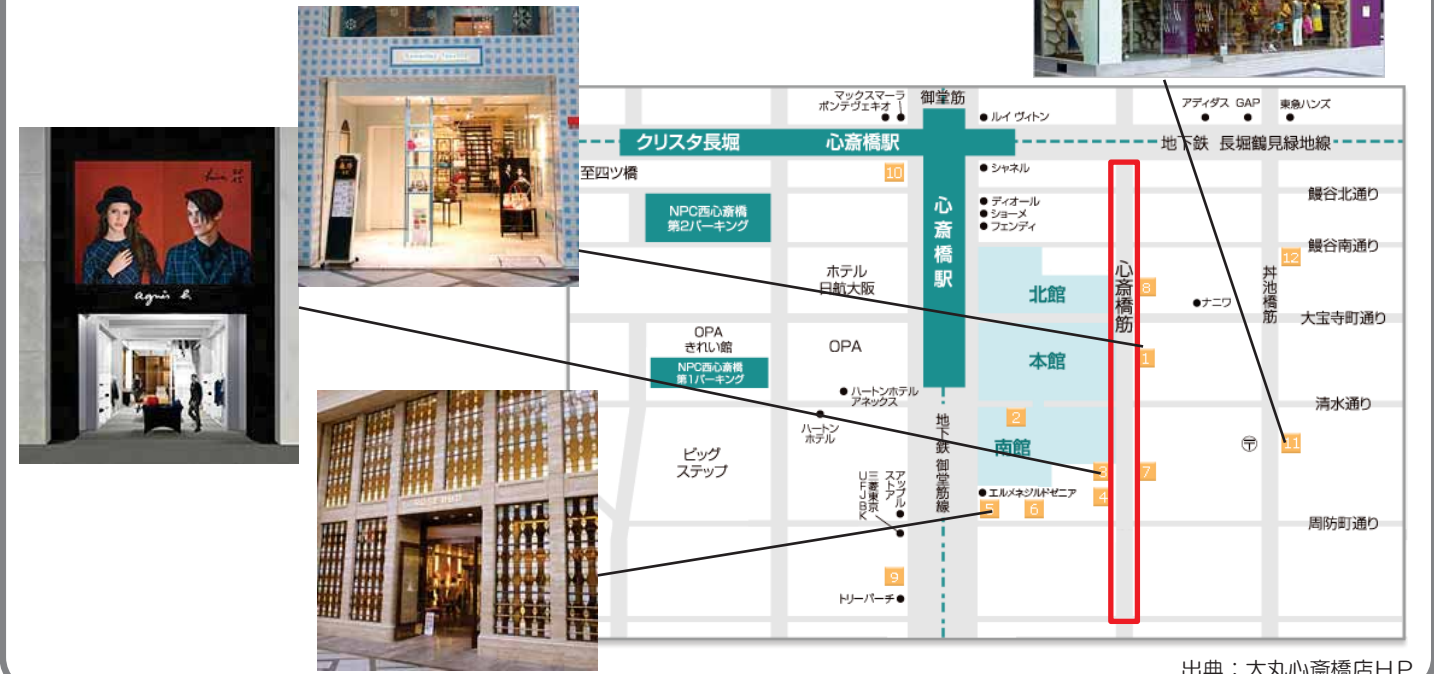 マックスマーラ
ボンテヴェキオ
御堂筋
ルイ ヴィトン
アディダス GAP 東急ハンズ
クリスタ長堀
心斎橋駅
地下鉄 長堀鶴見緑地線
至四ツ橋
10
シャネル
鰻谷北通り
NPC西心斎橋
第2パーキング
心斎橋駅
ディオール
ショーメ
フェンディ
鰻谷南通り
12
ホテル
日航大阪
北館
心斎橋筋
8
ナニワ
丼池橋筋
大宝寺町通り
OPA
きれい館
OPA
本館
1
NPC西心斎橋
第1パーキング
ハートンホテル
アネックス
清水通り
ハートン
ホテル
地下鉄 御堂筋線
2
南館
〒
11
ビッグ
ステップ
3
7
アップル
ストア
三菱東京
UFJBK
エルメネジルドゼニア
4
5
6
周防町通り
9
トリーバーチ
agnès b.
ROSE BUD
出典：大丸心斎橋店HP